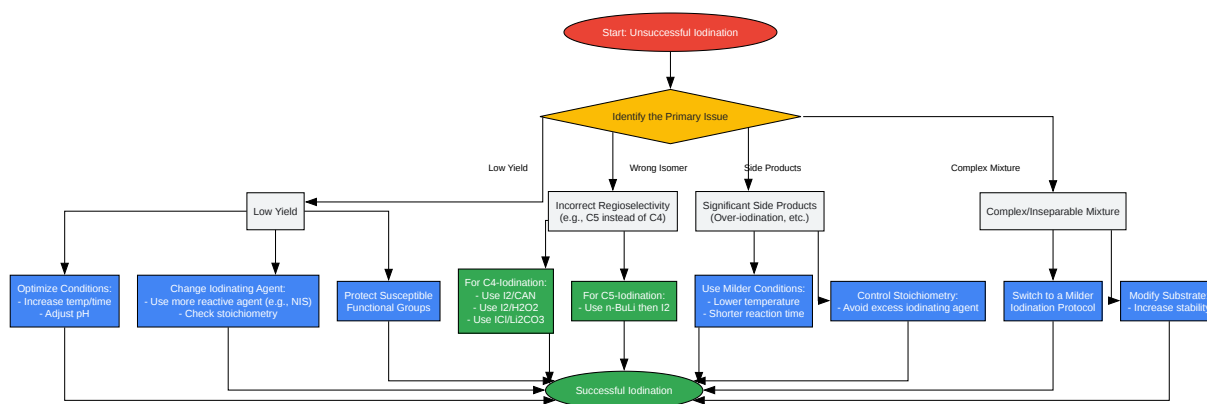 Start: Unsuccessful Iodination
Identify the Primary Issue
Low Yield
Wrong Isomer
Side Products
Complex Mixture
Low Yield
Incorrect Regioselectivity
(e.g., C5 instead of C4)
Significant Side Products
(Over-iodination, etc.)
Complex/Inseparable Mixture
Optimize Conditions:
- Increase temp/time
- Adjust pH
Change Iodinating Agent:
- Use more reactive agent (e.g., NIS)
- Check stoichiometry
Protect Susceptible
Functional Groups
For C4-Iodination:
- Use I2/CAN
- Use I2/H2O2
- Use ICl/Li2CO3
For C5-Iodination:
- Use n-BuLi then I2
Use Milder Conditions:
- Lower temperature
- Shorter reaction time
Control Stoichiometry:
- Avoid excess iodinating agent
Switch to a Milder
Iodination Protocol
Modify Substrate:
- Increase stability
Successful Iodination